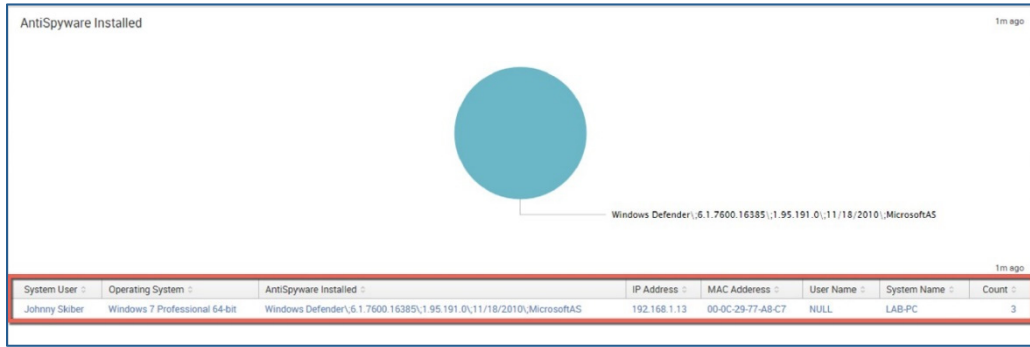 AntiSpyware Installed 1m ago
Windows Defender\;6.1.7600.16385\;1.95.191.0\;11/18/2010\;MicrosoftAS
1m ago
System User Operating System AntiSpyware Installed IP Address MAC Adderess User Name System Name Count
Johnny Skiber Windows 7 Professional 64-bit Windows Defender\;6.1.7600.16385\;1.95.191.0\;11/18/2010\;MicrosoftAS 192.168.1.13 00-0C-29-77-A8-C7 NULL LAB-PC 3